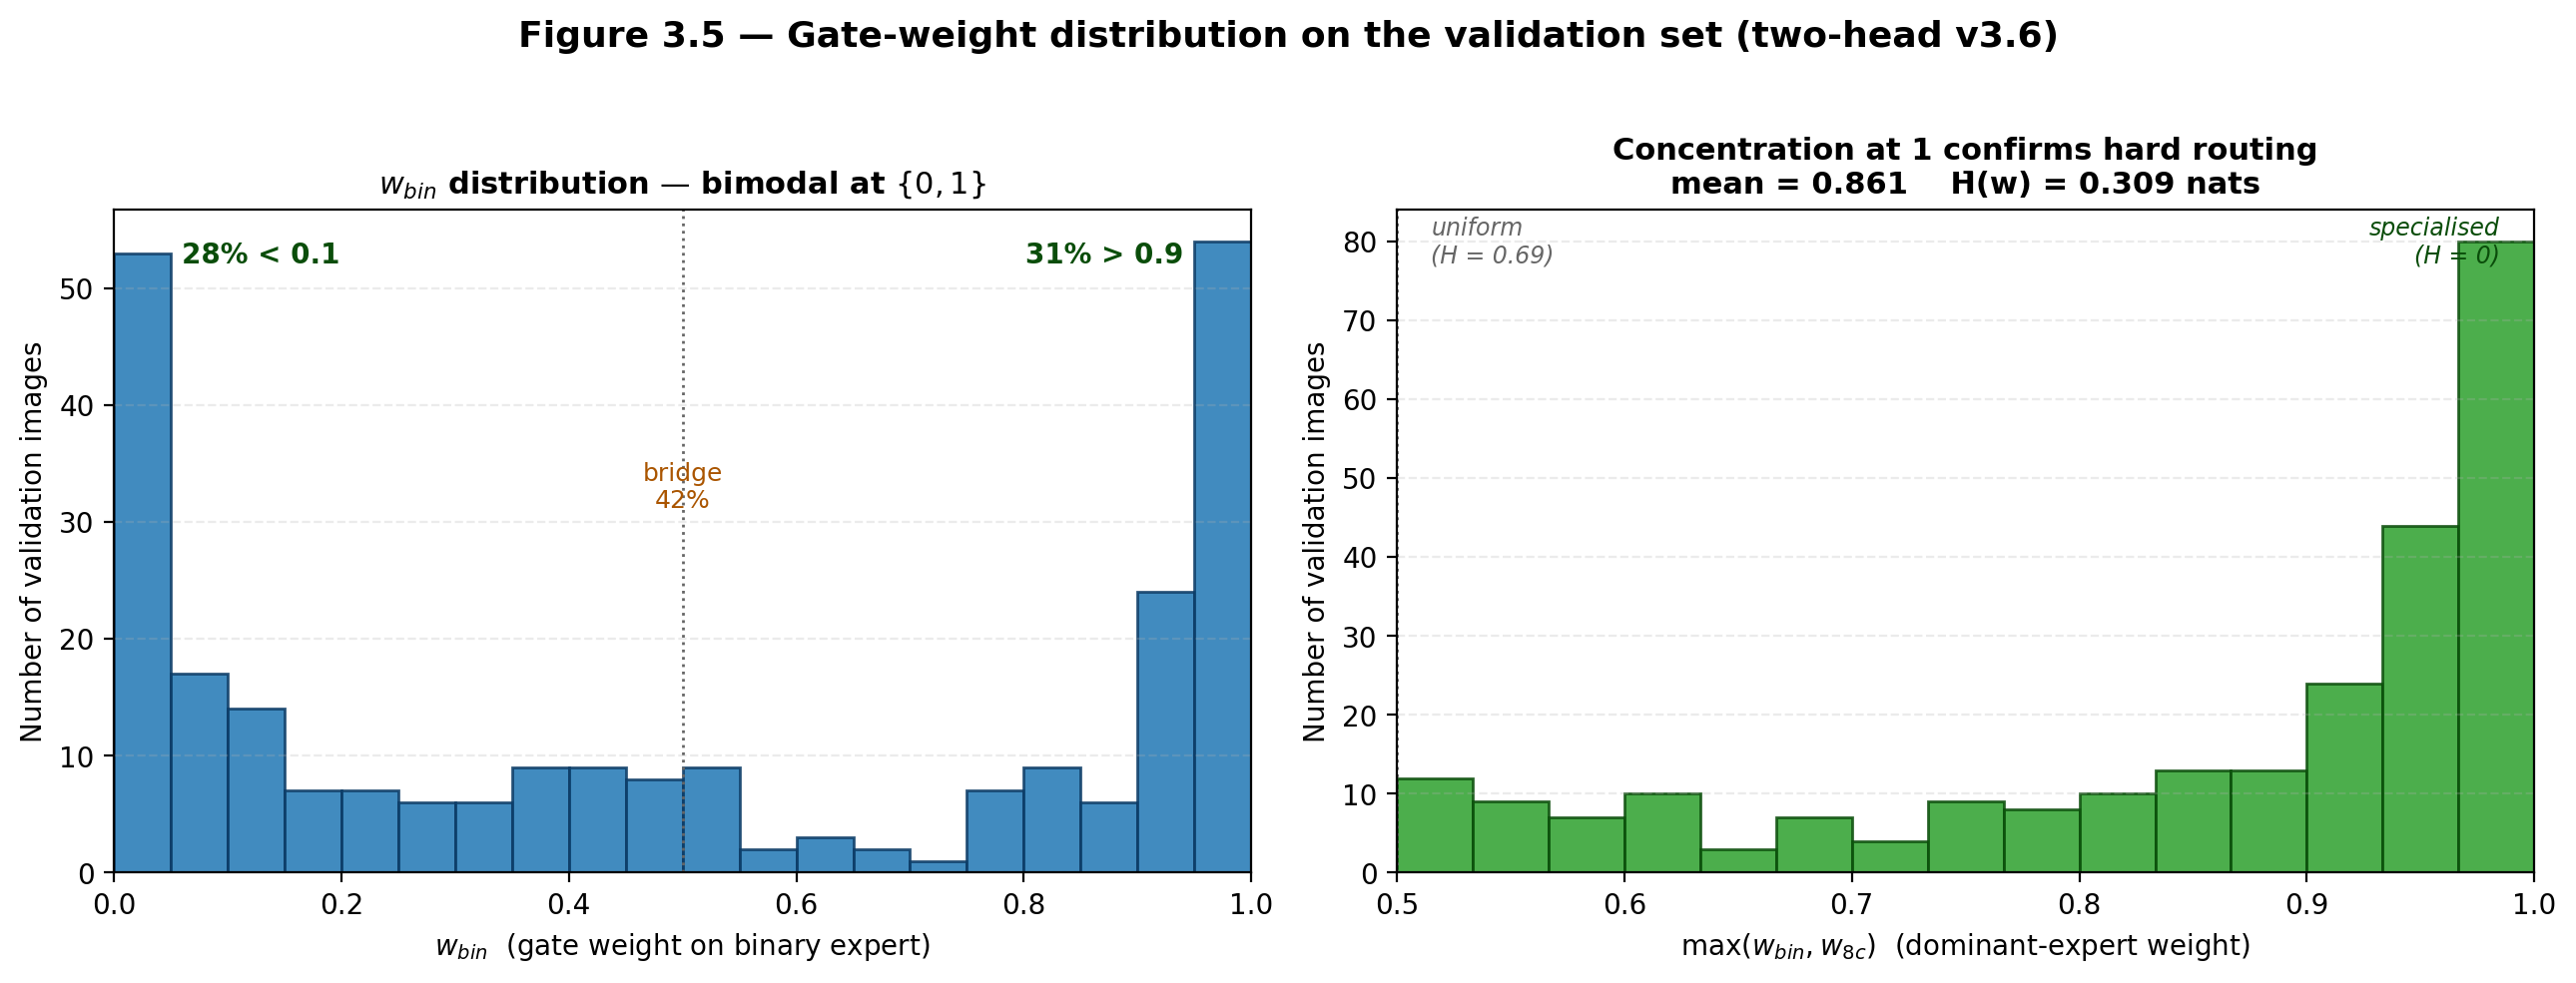 Figure 3.5 — Gate-weight distribution on the validation set (two-head v3.6)
w_bin distribution — bimodal at {0, 1}
28% < 0.1
31% > 0.9
bridge
42%
50
40
30
20
10
0
Number of validation images
0.0 0.2 0.4 0.6 0.8 1.0
w_bin (gate weight on binary expert)
Concentration at 1 confirms hard routing
mean = 0.861 H̄(w) = 0.309 nats
uniform
(H = 0.69)
specialised
(H = 0)
80
70
60
50
40
30
20
10
0
Number of validation images
0.5 0.6 0.7 0.8 0.9 1.0
max(w_bin, w_8c) (dominant-expert weight)